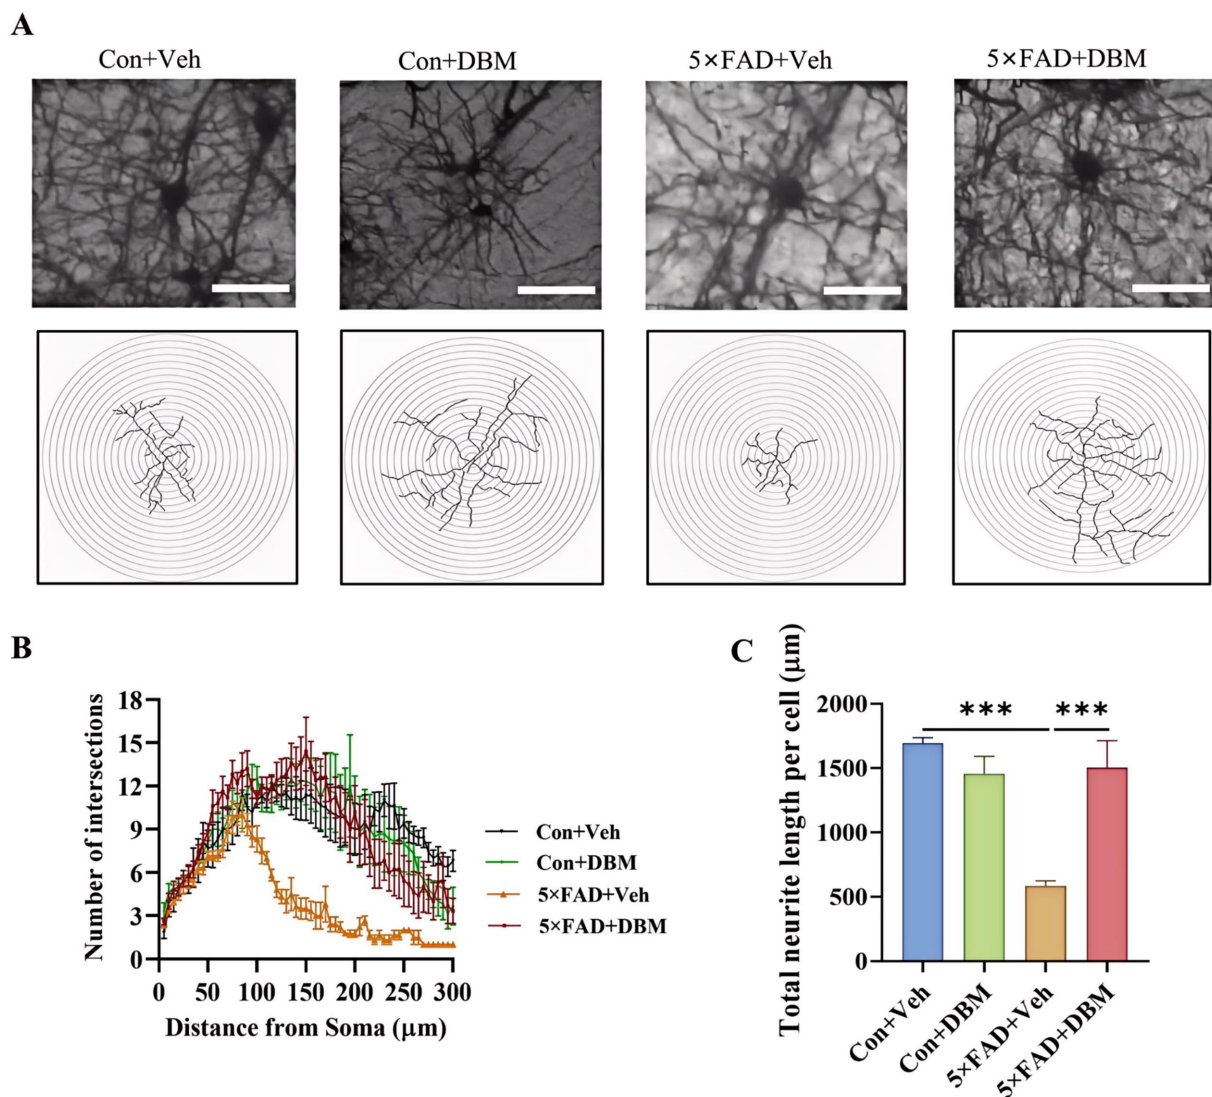 A
Con+Veh
Con+DBM
5×FAD+Veh
5×FAD+DBM
B
Number of intersections
18
15
12
9
6
3
0
0
50
100
150
200
250
300
Distance from Soma (μm)
Con+Veh
Con+DBM
5×FAD+Veh
5×FAD+DBM
C
Total neurite length per cell (μm)
2000
1500
1000
500
0
***
***
Con+Veh
Con+DBM
5×FAD+Veh
5×FAD+DBM